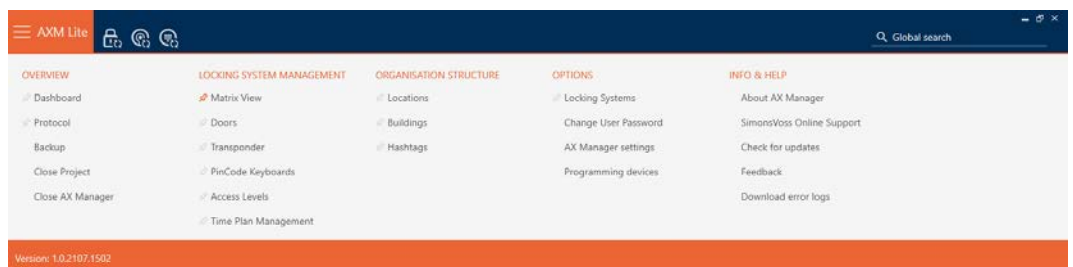 AXM Lite
Global search
OVERVIEW
Dashboard
Protocol
Backup
Close Project
Close AX Manager
LOCKING SYSTEM MANAGEMENT
Matrix View
Doors
Transponder
PinCode Keyboards
Access Levels
Time Plan Management
ORGANISATION STRUCTURE
Locations
Buildings
Hashtags
OPTIONS
Locking Systems
Change User Password
AX Manager settings
Programming devices
INFO & HELP
About AX Manager
SimonsVoss Online Support
Check for updates
Feedback
Download error logs
Version: 1.0.2107.1502